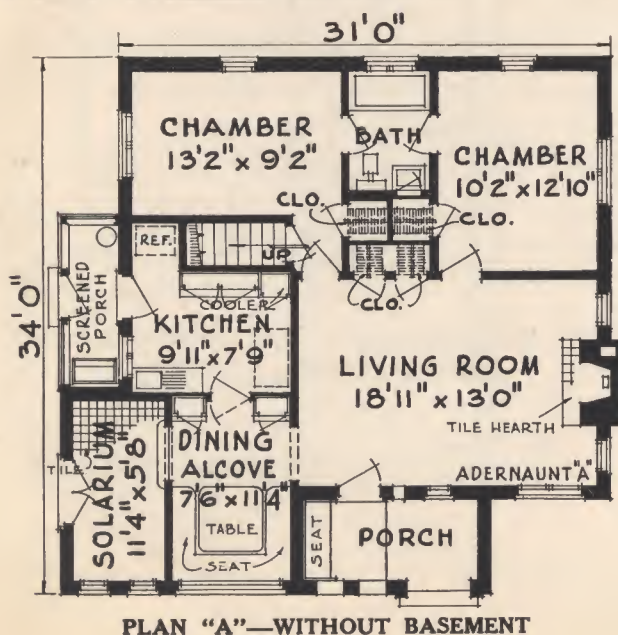 31'0"
CHAMBER
13'2" x 9'2"
BATH
CHAMBER
10'2" x 12'10"
CLO.
CLO.
REF.
UP
CLO.
34'0"
SCREENED
PORCH
COOLER
KITCHEN
9'11" x 7'9"
LIVING ROOM
18'11" x 13'0"
TILE HEARTH
TILE
SOLARIUM
11'4" x 5'8
DINING
ALCOVE
7'6" x 11'4"
TABLE
SEAT
ADERNAUNT "A"
SEAT
PORCH
PLAN "A"—WITHOUT BASEMENT